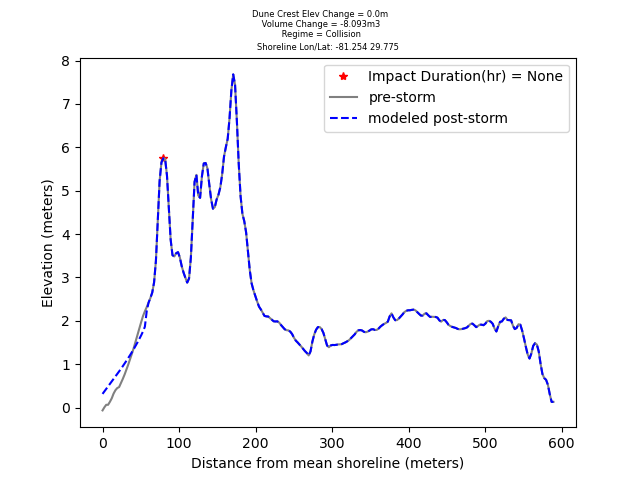 Dune Crest Elev Change = 0.0m
Volume Change = -8.093m3
Regime = Collision
Shoreline Lon/Lat: -81.254 29.775
Impact Duration(hr) = None
pre-storm
modeled post-storm
Elevation (meters)
8
7
6
5
4
3
2
1
0
0 100 200 300 400 500 600
Distance from mean shoreline (meters)